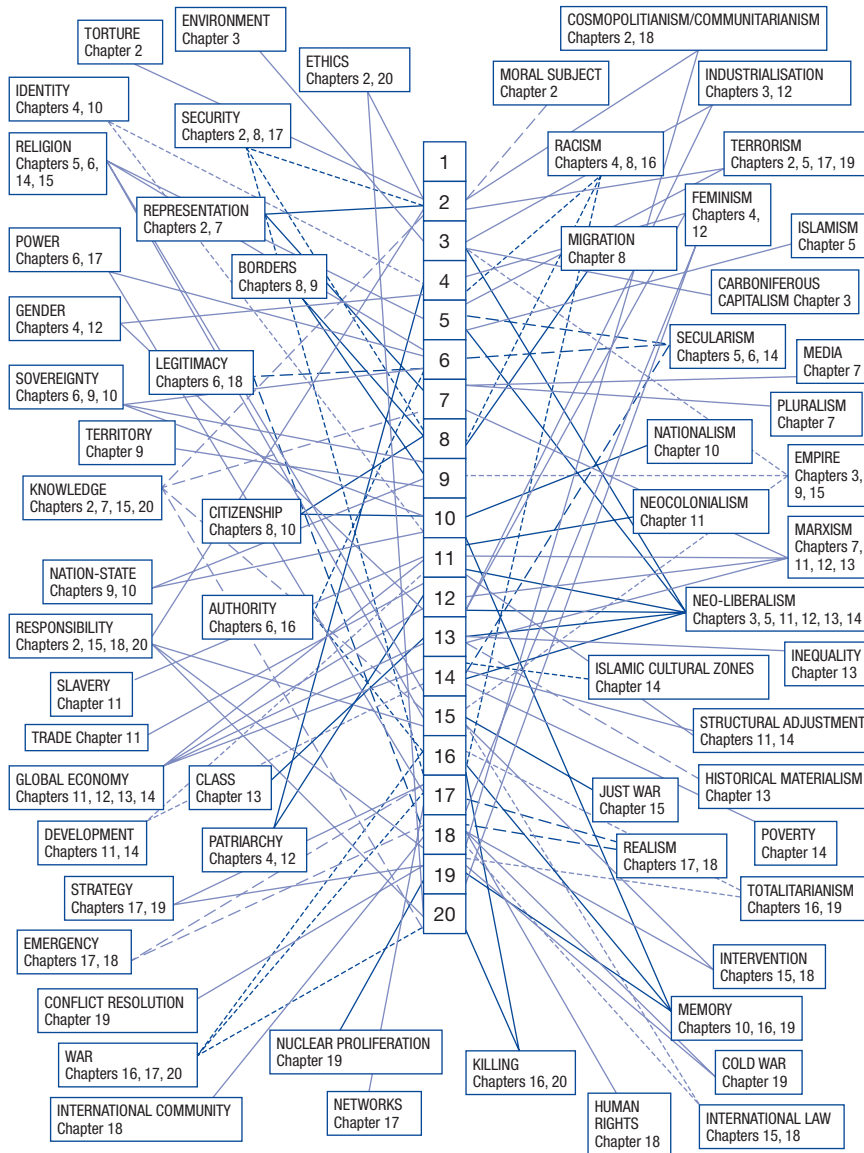 TORTURE
Chapter 2
ENVIRONMENT
Chapter 3
ETHICS
Chapters 2, 20
IDENTITY
Chapters 4, 10
SECURITY
Chapters 2, 8, 17
RELIGION
Chapters 5, 6,
14, 15
REPRESENTATION
Chapters 2, 7
POWER
Chapters 6, 17
BORDERS
Chapters 8, 9
GENDER
Chapters 4, 12
LEGITIMACY
Chapters 6, 18
SOVEREIGNTY
Chapters 6, 9, 10
TERRITORY
Chapter 9
KNOWLEDGE
Chapters 2, 7, 15, 20
CITIZENSHIP
Chapters 8, 10
NATION-STATE
Chapters 9, 10
AUTHORITY
Chapters 6, 16
RESPONSIBILITY
Chapters 2, 15, 18, 20
SLAVERY
Chapter 11
TRADE Chapter 11
GLOBAL ECONOMY
Chapters 11, 12, 13, 14
CLASS
Chapter 13
DEVELOPMENT
Chapters 11, 14
PATRIARCHY
Chapters 4, 12
STRATEGY
Chapters 17, 19
EMERGENCY
Chapters 17, 18
CONFLICT RESOLUTION
Chapter 19
WAR
Chapters 16, 17, 20
NUCLEAR PROLIFERATION
Chapter 19
INTERNATIONAL COMMUNITY
Chapter 18
NETWORKS
Chapter 17
1
2
3
4
5
6
7
8
9
10
11
12
13
14
15
16
17
18
19
20
COSMOPOLITIANISM/COMMUNITARIANISM
Chapters 2, 18
MORAL SUBJECT
Chapter 2
INDUSTRIALISATION
Chapters 3, 12
RACISM
Chapters 4, 8, 16
TERRORISM
Chapters 2, 5, 17, 19
FEMINISM
Chapters 4,
12
ISLAMISM
Chapter 5
MIGRATION
Chapter 8
CARBONIFEROUS
CAPITALISM Chapter 3
SECULARISM
Chapters 5, 6, 14
MEDIA
Chapter 7
PLURALISM
Chapter 7
NATIONALISM
Chapter 10
EMPIRE
Chapters 3,
9, 15
NEOCOLONIALISM
Chapter 11
MARXISM
Chapters 7,
11, 12, 13
NEO-LIBERALISM
Chapters 3, 5, 11, 12, 13, 14
INEQUALITY
Chapter 13
ISLAMIC CULTURAL ZONES
Chapter 14
STRUCTURAL ADJUSTMENT
Chapters 11, 14
HISTORICAL MATERIALISM
Chapter 13
JUST WAR
Chapter 15
POVERTY
Chapter 14
REALISM
Chapters 17, 18
TOTALITARIANISM
Chapters 16, 19
INTERVENTION
Chapters 15, 18
MEMORY
Chapters 10, 16, 19
KILLING
Chapters 16, 20
COLD WAR
Chapter 19
HUMAN
RIGHTS
Chapter 18
INTERNATIONAL LAW
Chapters 15, 18